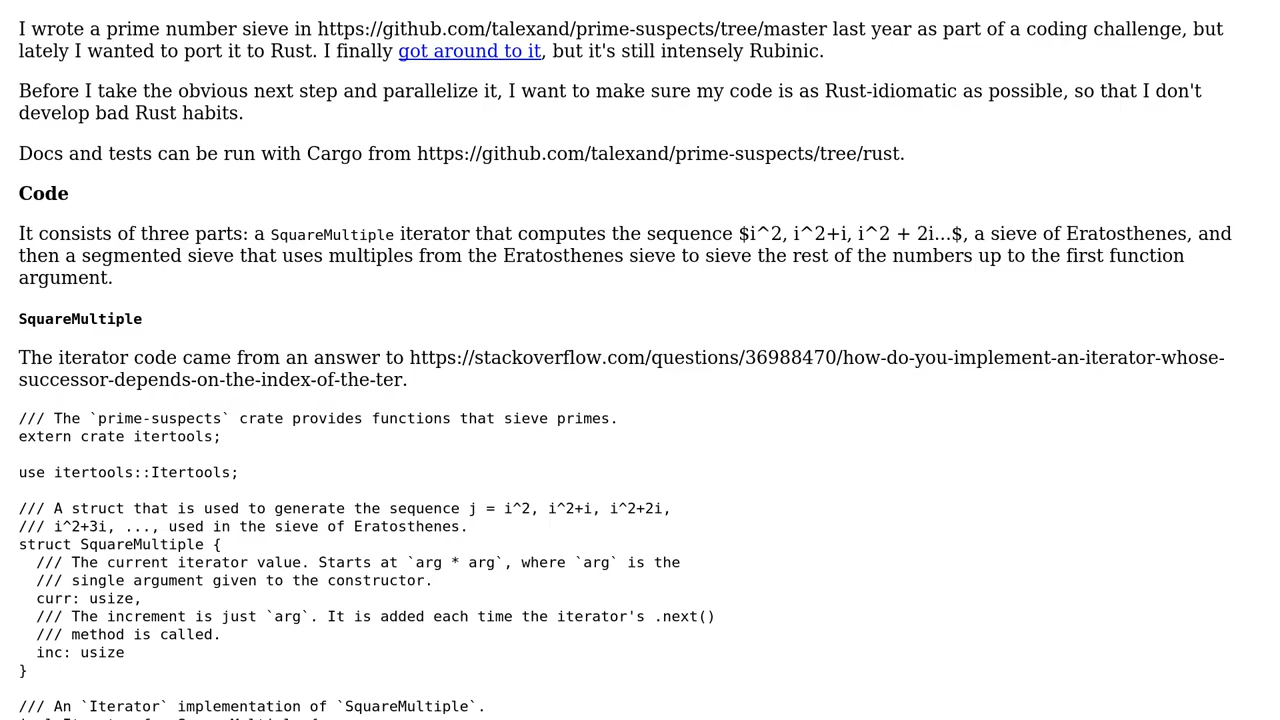 I wrote a prime number sieve in https://github.com/talexand/prime-suspects/tree/master last year as part of a coding challenge, but
lately I wanted to port it to Rust. I finally got around to it, but it's still intensely Rubinic.
Before I take the obvious next step and parallelize it, I want to make sure my code is as Rust-idiomatic as possible, so that I don't
develop bad Rust habits.
Docs and tests can be run with Cargo from https://github.com/talexand/prime-suspects/tree/rust.
Code
It consists of three parts: a SquareMultiple iterator that computes the sequence $i^2, i^2+i, i^2 + 2i...$, a sieve of Eratosthenes, and
then a segmented sieve that uses multiples from the Eratosthenes sieve to sieve the rest of the numbers up to the first function
argument.
SquareMultiple
The iterator code came from an answer to https://stackoverflow.com/questions/36988470/how-do-you-implement-an-iterator-whose-
successor-depends-on-the-index-of-the-ter.
/// The `prime-suspects` crate provides functions that sieve primes.
extern crate itertools;
use itertools::Itertools;
/// A struct that is used to generate the sequence j = i^2, i^2+i, i^2+2i,
/// i^2+3i, ..., used in the sieve of Eratosthenes.
struct SquareMultiple {
  /// The current iterator value. Starts at `arg * arg`, where `arg` is the
  /// single argument given to the constructor.
  curr: usize,
  /// The increment is just `arg`. It is added each time the iterator's .next()
  /// method is called.
  inc: usize
}
/// An `Iterator` implementation of `SquareMultiple`.